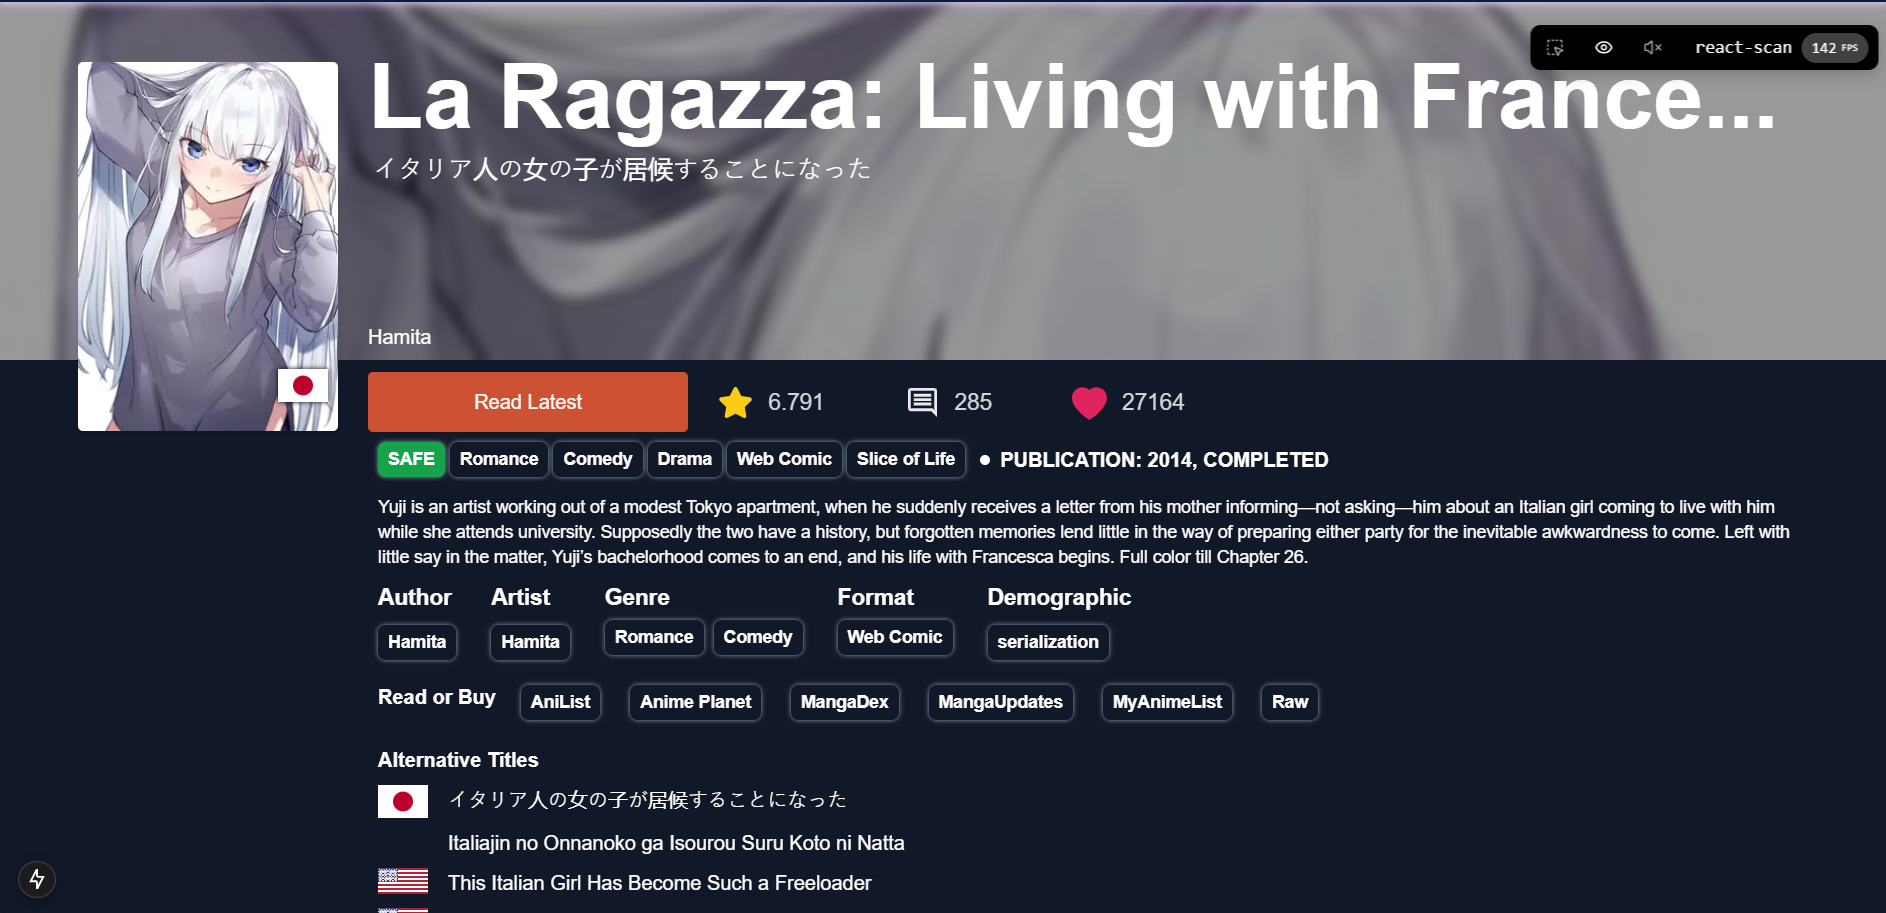 react-scan 142 FPS
La Ragazza: Living with France...
イタリア人の女の子が居候することになった
Hamita
Read Latest 6.791 285 27164
SAFE Romance Comedy Drama Web Comic Slice of Life • PUBLICATION: 2014, COMPLETED
Yuji is an artist working out of a modest Tokyo apartment, when he suddenly receives a letter from his mother informing—not asking—him about an Italian girl coming to live with him
while she attends university. Supposedly the two have a history, but forgotten memories lend little in the way of preparing either party for the inevitable awkwardness to come. Left with
little say in the matter, Yuji’s bachelorhood comes to an end, and his life with Francesca begins. Full color till Chapter 26.
Author Artist Genre Format Demographic
Hamita Hamita Romance Comedy Web Comic serialization
Read or Buy AniList Anime Planet MangaDex MangaUpdates MyAnimeList Raw
Alternative Titles
イタリア人の女の子が居候することになった
Italiajin no Onnanoko ga Isourou Suru Koto ni Natta
This Italian Girl Has Become Such a Freeloader